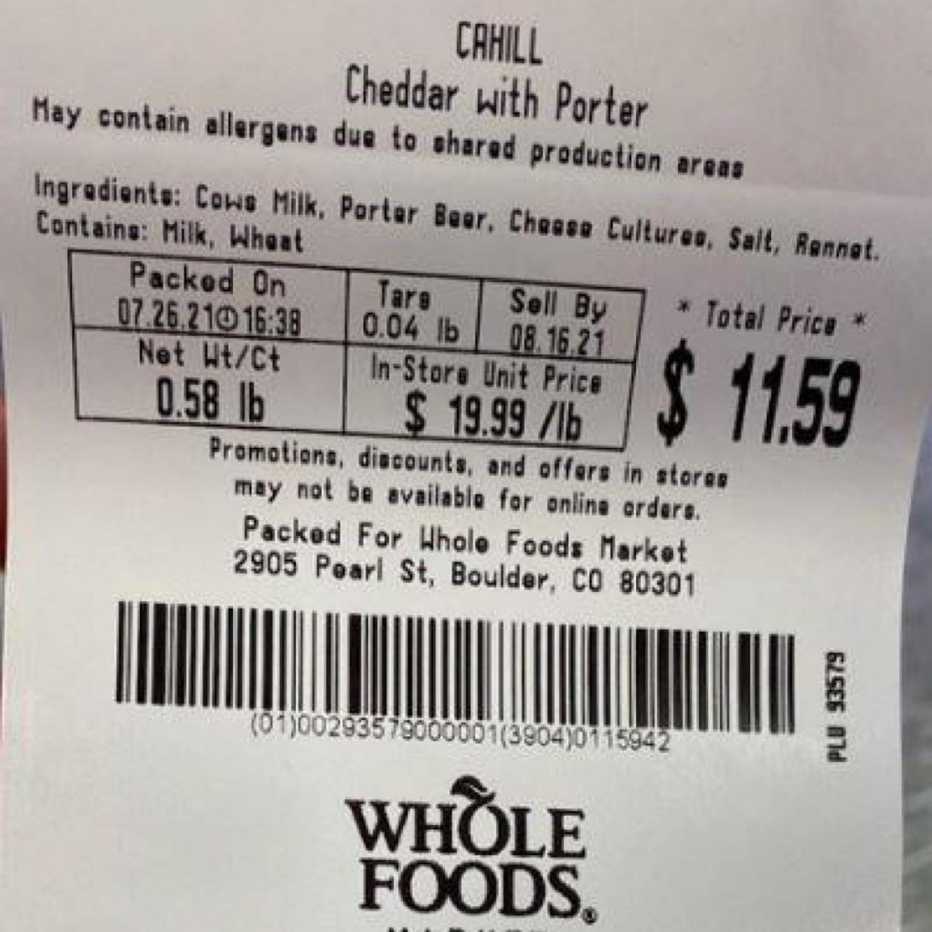 CAHILL
Cheddar with Porter
May contain allergens due to shared production areas
Ingredients: Cows Milk, Porter Beer, Cheese Cultures, Salt, Rennet.
Contains: Milk, Wheat
Packed On
07.26.21 16:38
Tare
0.04 lb
Sell By
08.16.21
* Total Price *
$ 11.59
Net Wt/Ct
0.58 lb
In-Store Unit Price
$ 19.99 /lb
Promotions, discounts, and offers in stores
may not be available for online orders.
Packed For Whole Foods Market
2905 Pearl St, Boulder, CO 80301
(01)00293579000001(3904)0115942
PLU 93579
WHOLE
FOODS®